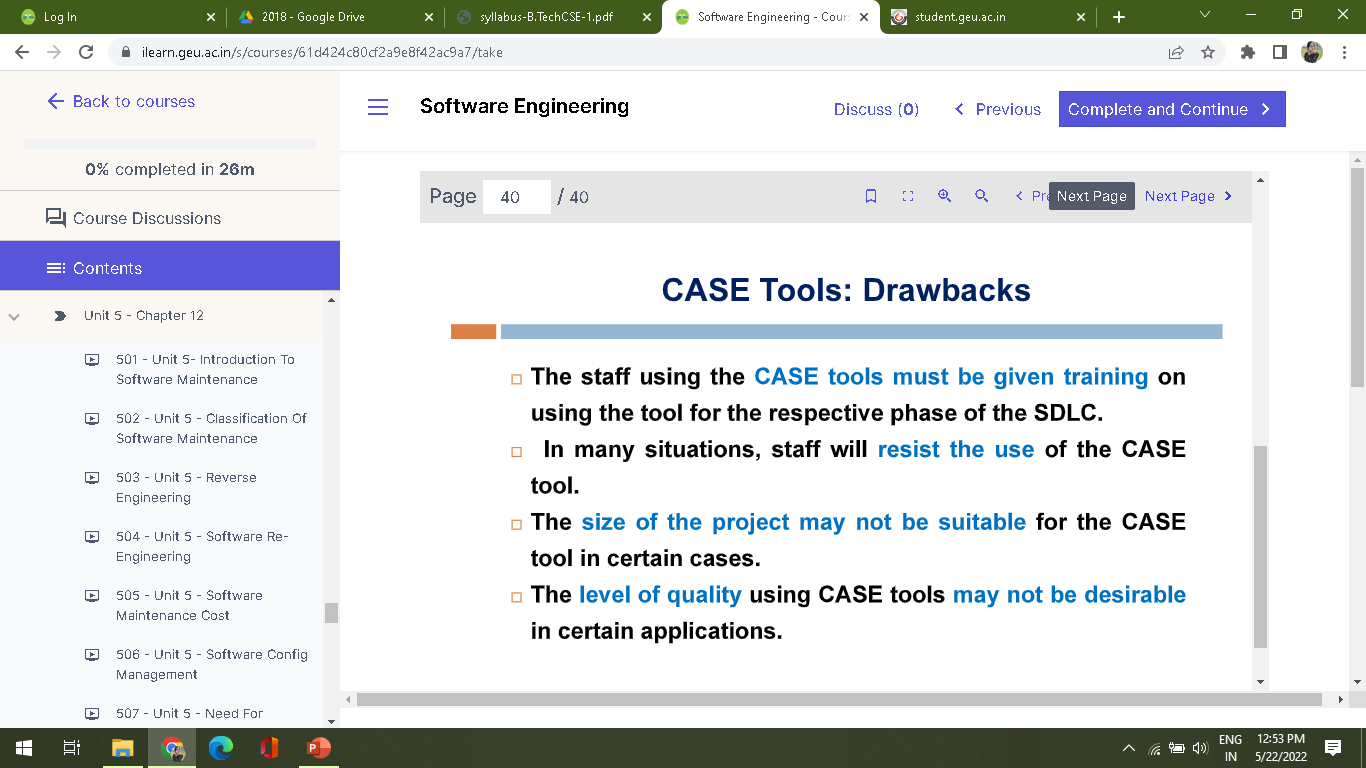 Log In
2018 - Google Drive
syllabus-B.TechCSE-1.pdf
Software Engineering - Cours
student.geu.ac.in
ilearn.geu.ac.in/s/courses/61d424c80cf2a9e8f42ac9a7/take
Back to courses
0% completed in 26m
Course Discussions
Contents
Unit 5 - Chapter 12
501 - Unit 5- Introduction To
Software Maintenance
502 - Unit 5 - Classification Of
Software Maintenance
503 - Unit 5 - Reverse
Engineering
504 - Unit 5 - Software Re-
Engineering
505 - Unit 5 - Software
Maintenance Cost
506 - Unit 5 - Software Config
Management
507 - Unit 5 - Need For
Software Engineering
Discuss (0)
Previous
Complete and Continue
Page 40 / 40
Pre
Next Page
Next Page
CASE Tools: Drawbacks
The staff using the CASE tools must be given training on
using the tool for the respective phase of the SDLC.
In many situations, staff will resist the use of the CASE
tool.
The size of the project may not be suitable for the CASE
tool in certain cases.
The level of quality using CASE tools may not be desirable
in certain applications.
ENG
IN
12:53 PM
5/22/2022